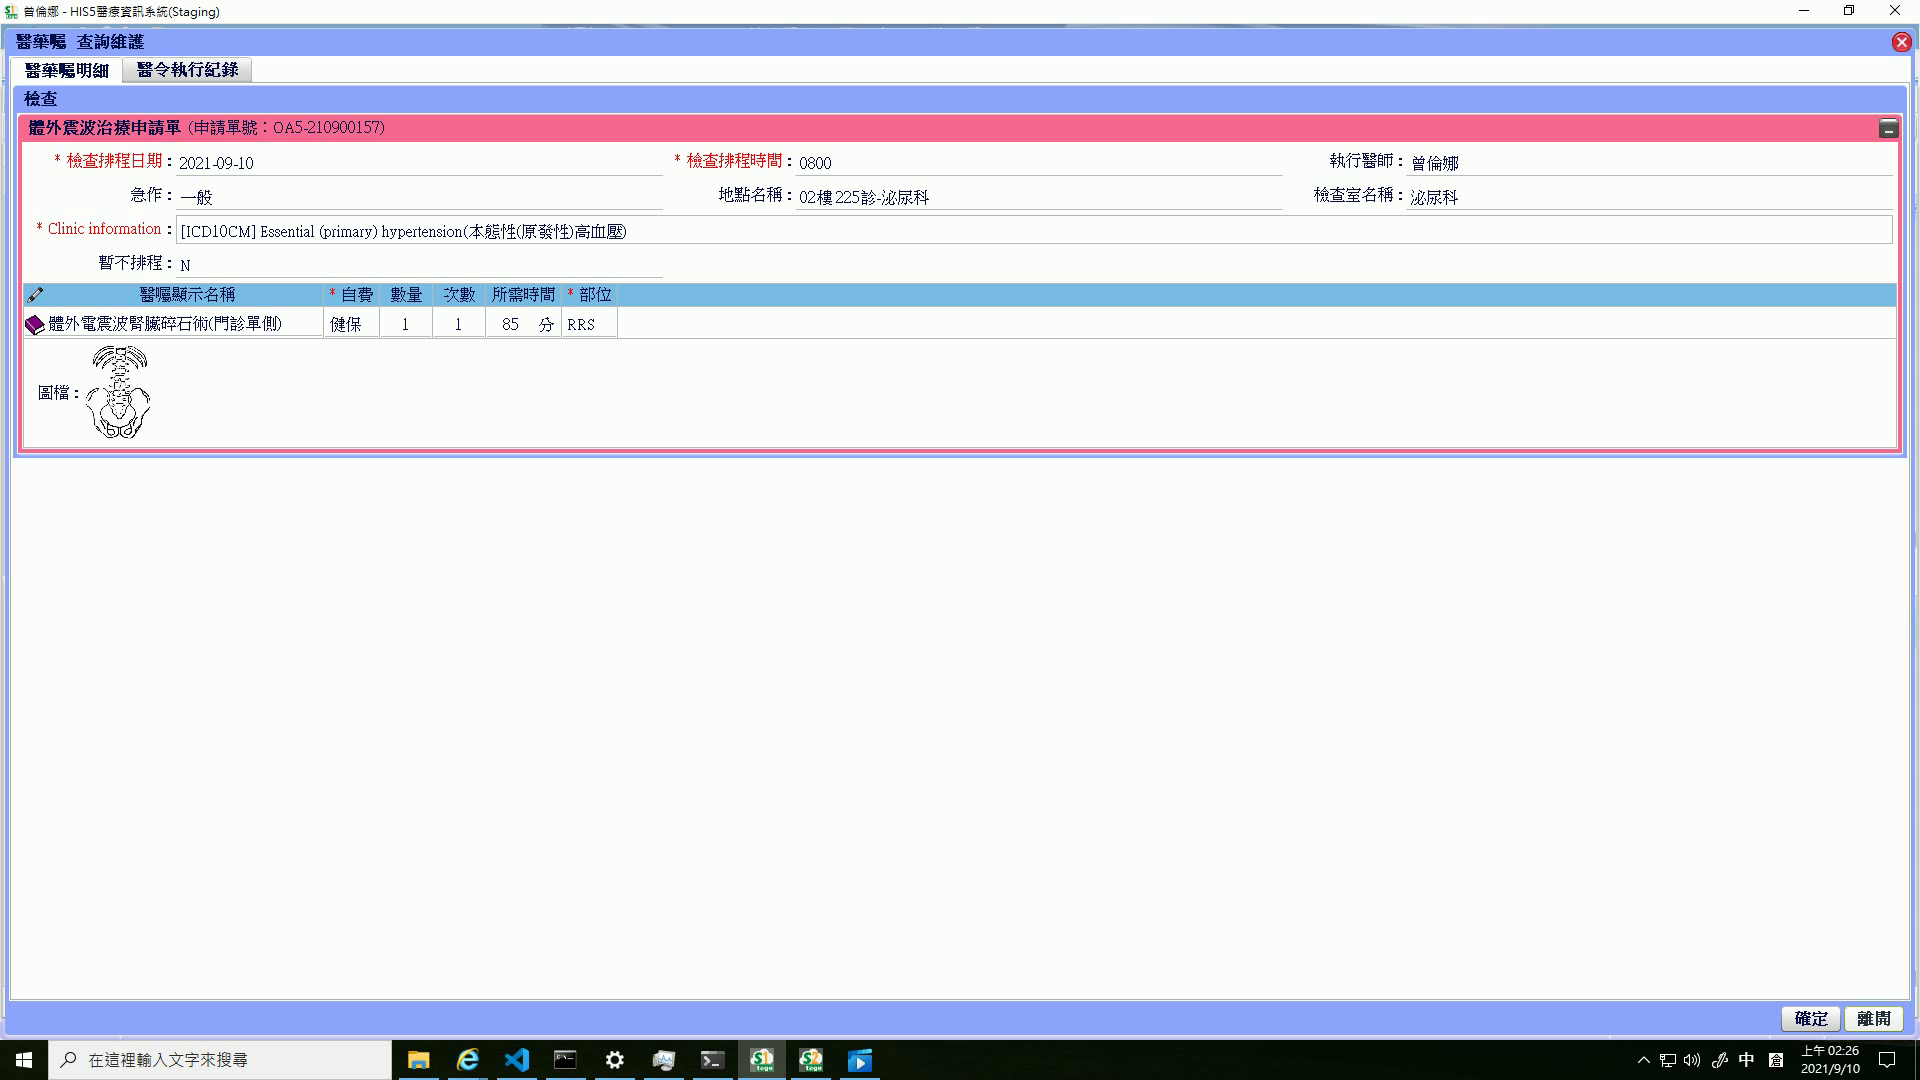 曾倫娜 - HIS5醫療資訊系統(Staging)
醫藥囑 查詢維護
醫藥囑明細 醫令執行紀錄
檢查
體外震波治療申請單 (申請單號：OA5-210900157)
* 檢查排程日期： 2021-09-10 * 檢查排程時間： 0800 執行醫師： 曾倫娜
急作： 一般 地點名稱： 02樓225診-泌尿科 檢查室名稱： 泌尿科
* Clinic information： [ICD10CM] Essential (primary) hypertension(本態性(原發性)高血壓)
暫不排程： N
醫囑顯示名稱 * 自費 數量 次數 所需時間 * 部位
體外電震波腎臟碎石術(門診單側) 健保 1 1 85 分 RRS
圖檔：
確定 離開
在這裡輸入文字來搜尋
中
上午 02:26
2021/9/10